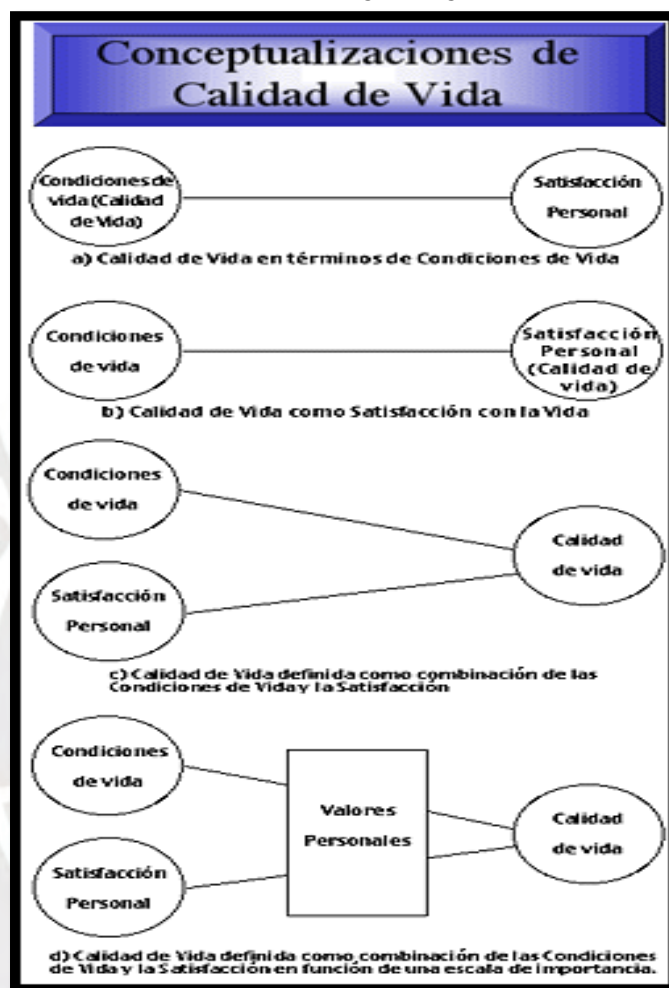 Conceptualizaciones de
Calidad de Vida
Condiciones de
vida (Calidad
de Vida)
Satisfacción
Personal
a) Calidad de Vida en términos de Condiciones de Vida
Condiciones
de vida
Satisfacción
Personal
(Calidad de
vida)
b) Calidad de Vida como Satisfacción con la Vida
Condiciones
de vida
Satisfacción
Personal
Calidad
de vida
c) Calidad de Vida definida como combinación de las
Condiciones de Vida y la Satisfacción
Condiciones
de vida
Satisfacción
Personal
Valores
Personales
Calidad
de vida
d) Calidad de Vida definida como combinación de las Condiciones
de Vida y la Satisfacción en función de una escala de importancia.